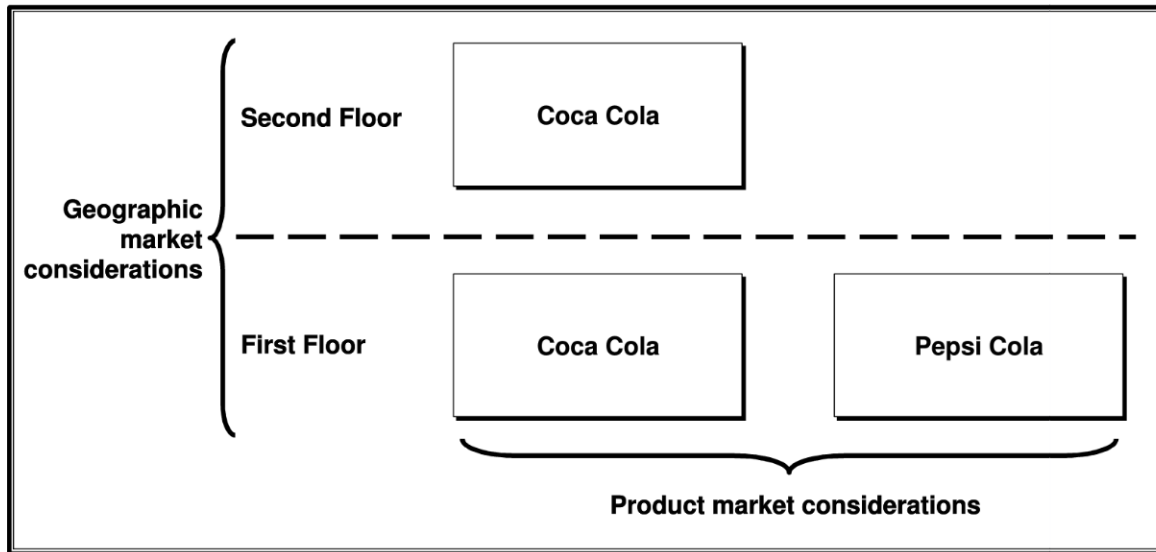 Second Floor
Coca Cola
Geographic
market
considerations
First Floor
Coca Cola
Pepsi Cola
Product market considerations